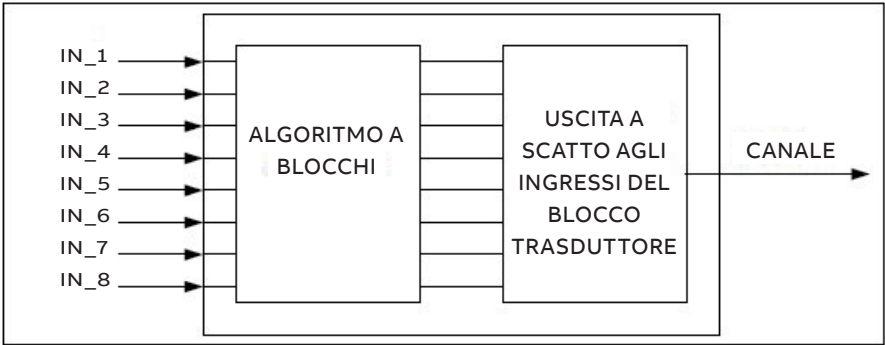 IN_1
IN_2
IN_3
IN_4
IN_5
IN_6
IN_7
IN_8
ALGORITMO A
BLOCCHI
USCITA A
SCATTO AGLI
INGRESSI DEL
BLOCCO
TRASDUTTORE
CANALE